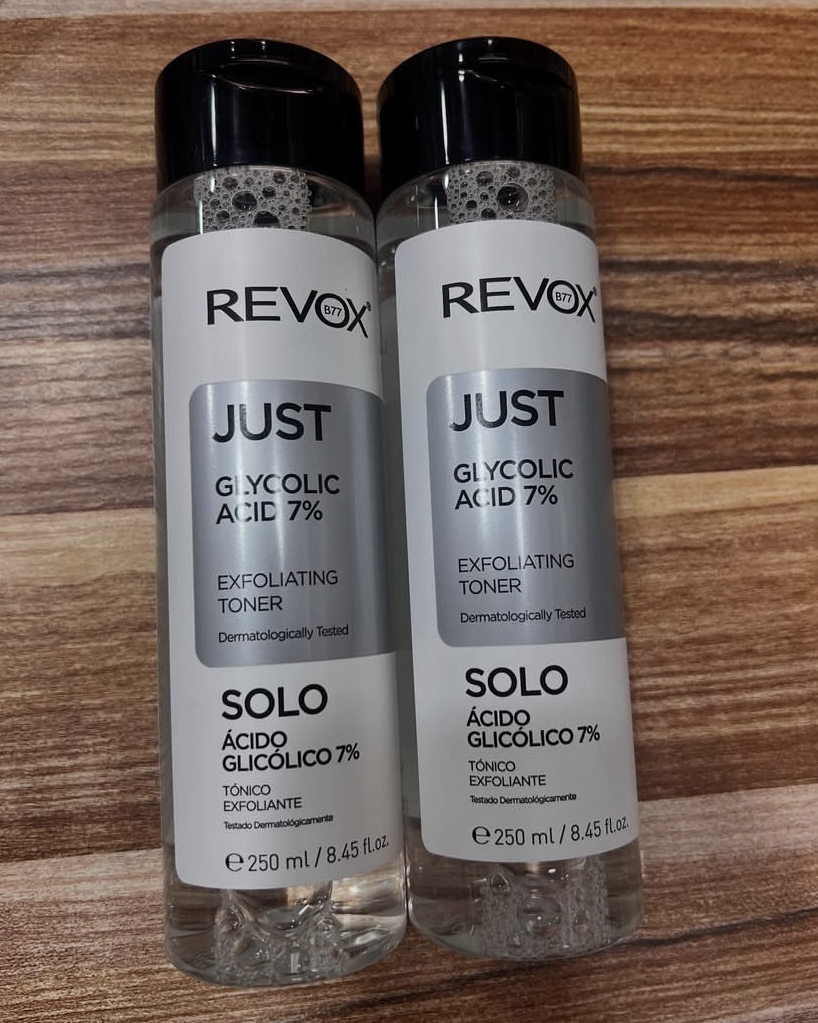 REVOX B77®
JUST
GLYCOLIC
ACID 7%
EXFOLIATING
TONER
Dermatologically Tested
SOLO
ÁCIDO
GLICÓLICO 7%
TÓNICO
EXFOLIANTE
Testado Dermatológicamente
℮ 250 ml / 8.45 fl.oz.
REVOX B77®
JUST
GLYCOLIC
ACID 7%
EXFOLIATING
TONER
Dermatologically Tested
SOLO
ÁCIDO
GLICÓLICO 7%
TÓNICO
EXFOLIANTE
Testado Dermatológicamente
℮ 250 ml / 8.45 fl.oz.